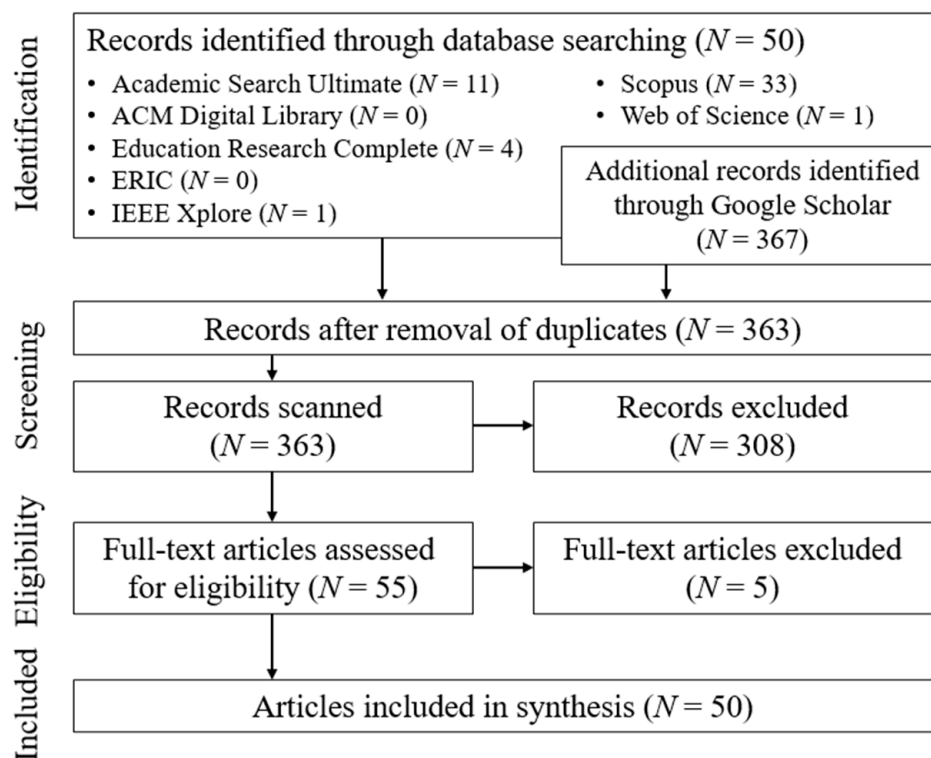 Identification
Records identified through database searching (N = 50)
• Academic Search Ultimate (N = 11)
• ACM Digital Library (N = 0)
• Education Research Complete (N = 4)
• ERIC (N = 0)
• IEEE Xplore (N = 1)
• Scopus (N = 33)
• Web of Science (N = 1)
Additional records identified
through Google Scholar
(N = 367)
Screening
Records after removal of duplicates (N = 363)
Records scanned
(N = 363)
Records excluded
(N = 308)
Eligibility
Full-text articles assessed
for eligibility (N = 55)
Full-text articles excluded
(N = 5)
Included
Articles included in synthesis (N = 50)